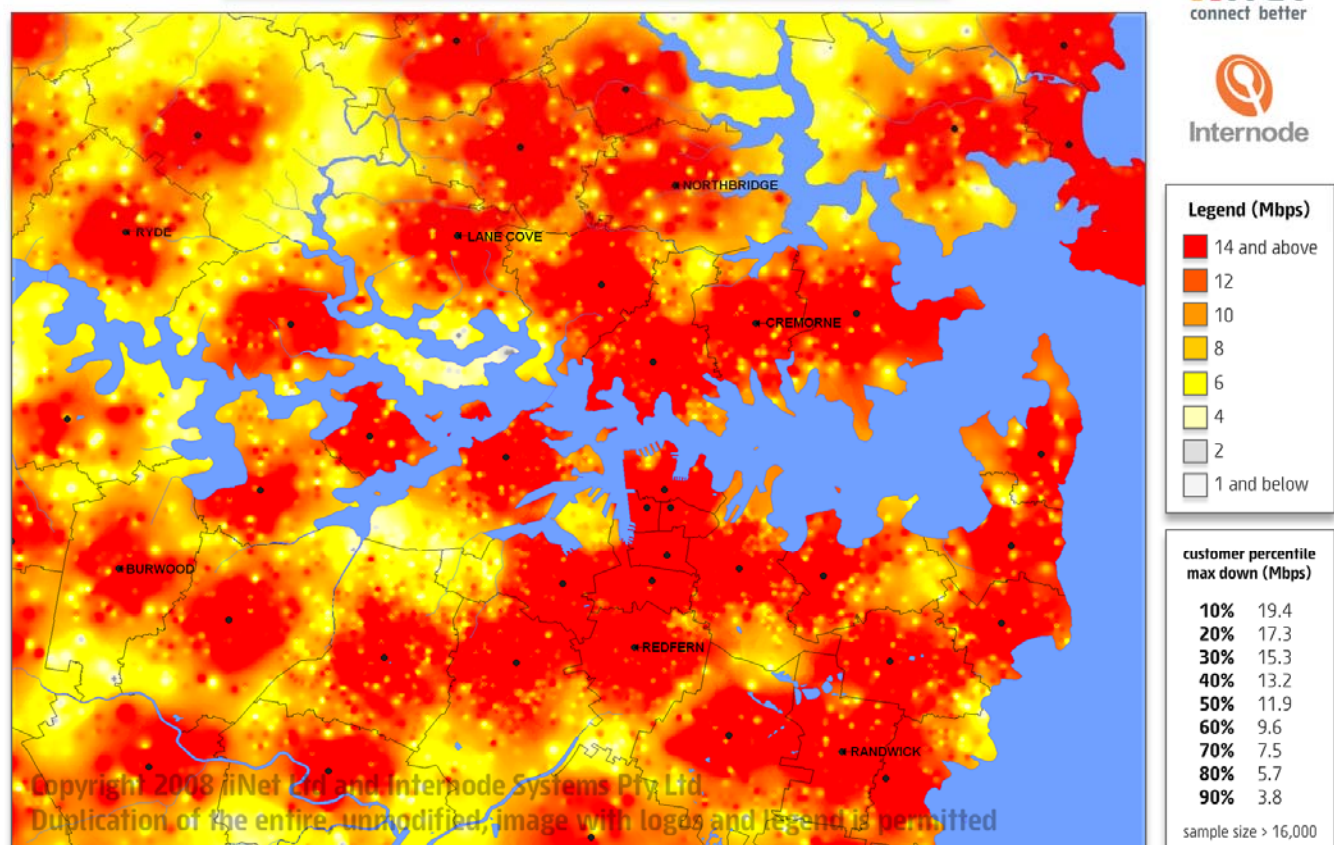 connect better
Internode
NORTHBRIDGE
RYDE
LANE COVE
CREMORNE
BURWOOD
REDFERN
RANDWICK
Copyright 2008 iiNet Ltd and Internode Systems Pty Ltd
Duplication of the entire, unmodified, image with logos and legend is permitted
Legend (Mbps)
14 and above
12
10
8
6
4
2
1 and below
customer percentile
max down (Mbps)
10% 19.4
20% 17.3
30% 15.3
40% 13.2
50% 11.9
60% 9.6
70% 7.5
80% 5.7
90% 3.8
sample size > 16,000